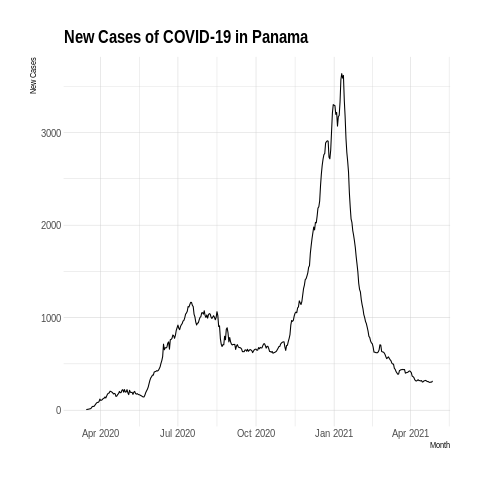 New Cases of COVID-19 in Panama
New Cases
3000
2000
1000
0
Apr 2020
Jul 2020
Oct 2020
Jan 2021
Apr 2021
Month